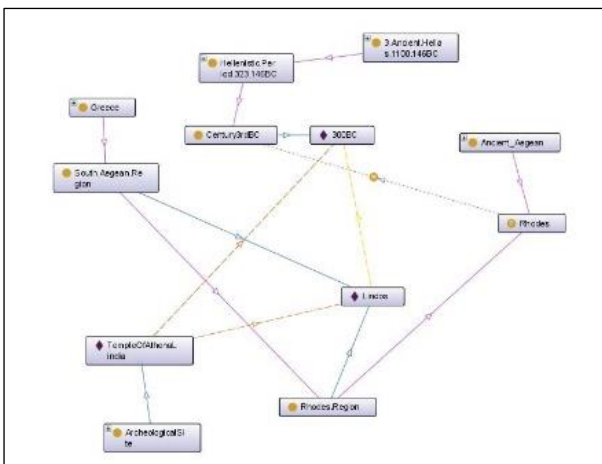 3.Ancient.Hella
s.1100.146BC
Hellenistic.Per
iod.323.146BC
Greece
Century3rdBC
300BC
Ancient_Aegean
South.Aegean.Re
gion
Rhodes
Lindos
TempleOfAthenaL
india
Rhodes.Region
ArcheologicalSi
te